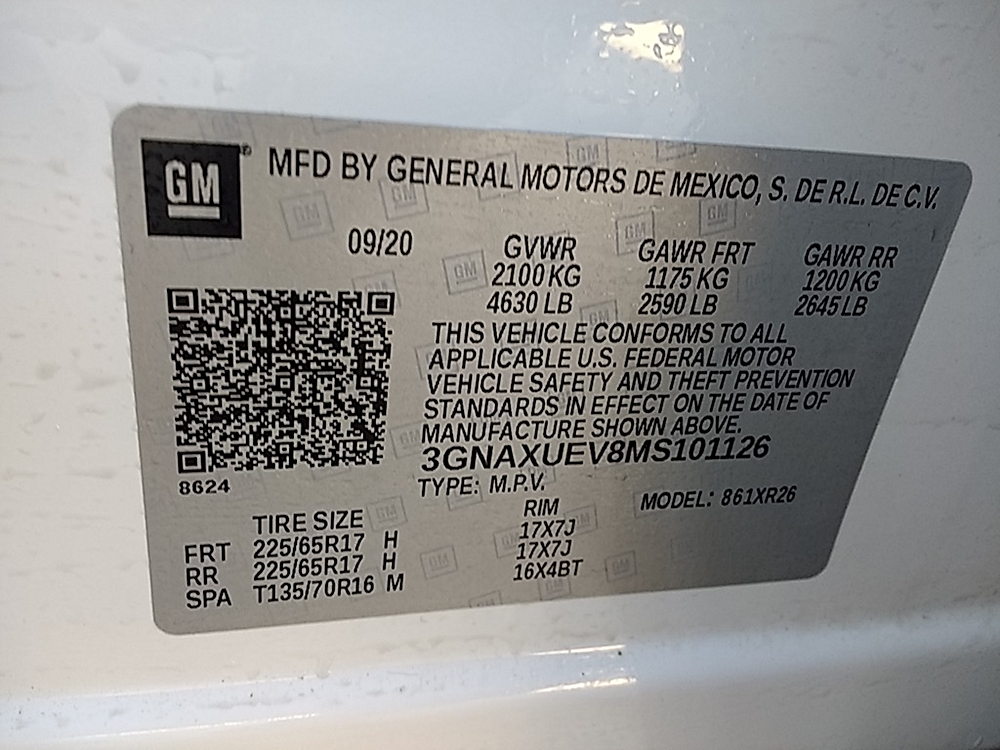 GM® MFD BY GENERAL MOTORS DE MEXICO, S. DE R.L. DE C.V.
09/20 GVWR GAWR FRT GAWR RR
2100 KG 1175 KG 1200 KG
4630 LB 2590 LB 2645 LB
THIS VEHICLE CONFORMS TO ALL
APPLICABLE U.S. FEDERAL MOTOR
VEHICLE SAFETY AND THEFT PREVENTION
STANDARDS IN EFFECT ON THE DATE OF
MANUFACTURE SHOWN ABOVE.
3GNAXUEV8MS101126
8624 TYPE: M.P.V. MODEL: 861XR26
TIRE SIZE RIM
FRT 225/65R17 H 17X7J
RR 225/65R17 H 17X7J
SPA T135/70R16 M 16X4BT